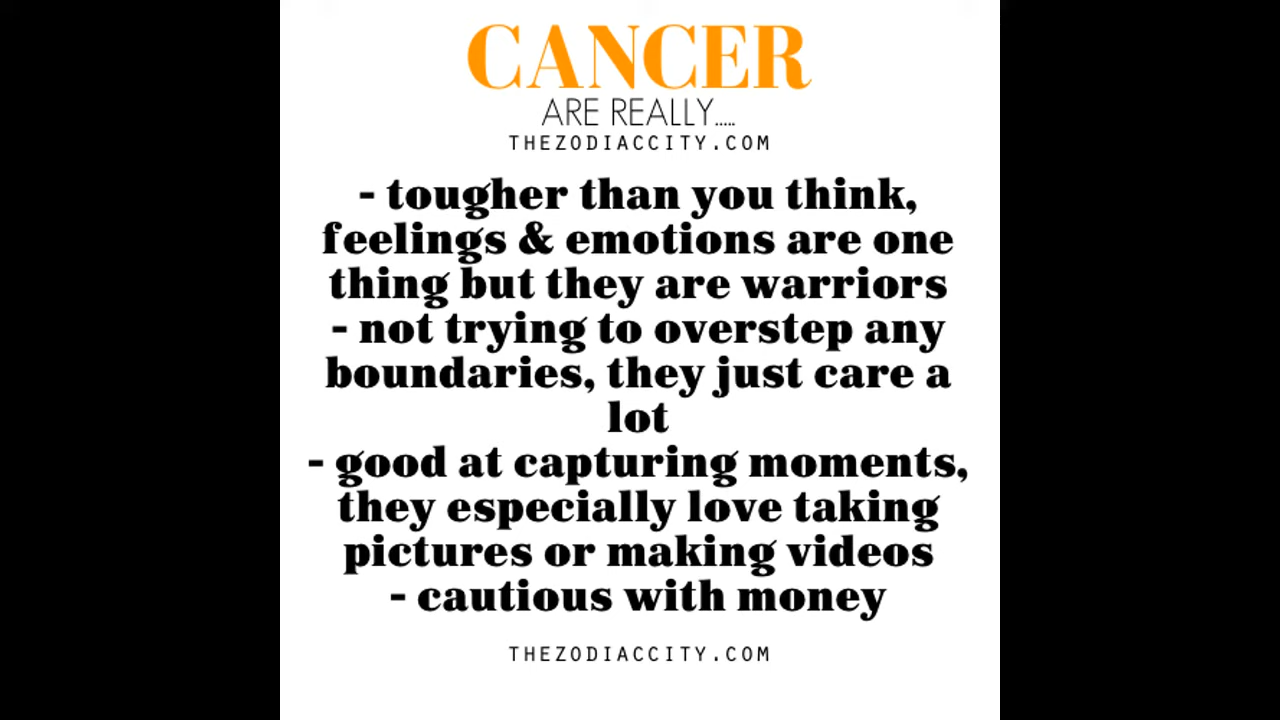 CANCER
ARE REALLY.....
THEZODIACCITY.COM
- tougher than you think,
feelings & emotions are one
thing but they are warriors
- not trying to overstep any
boundaries, they just care a
lot
- good at capturing moments,
they especially love taking
pictures or making videos
- cautious with money
THEZODIACCITY.COM